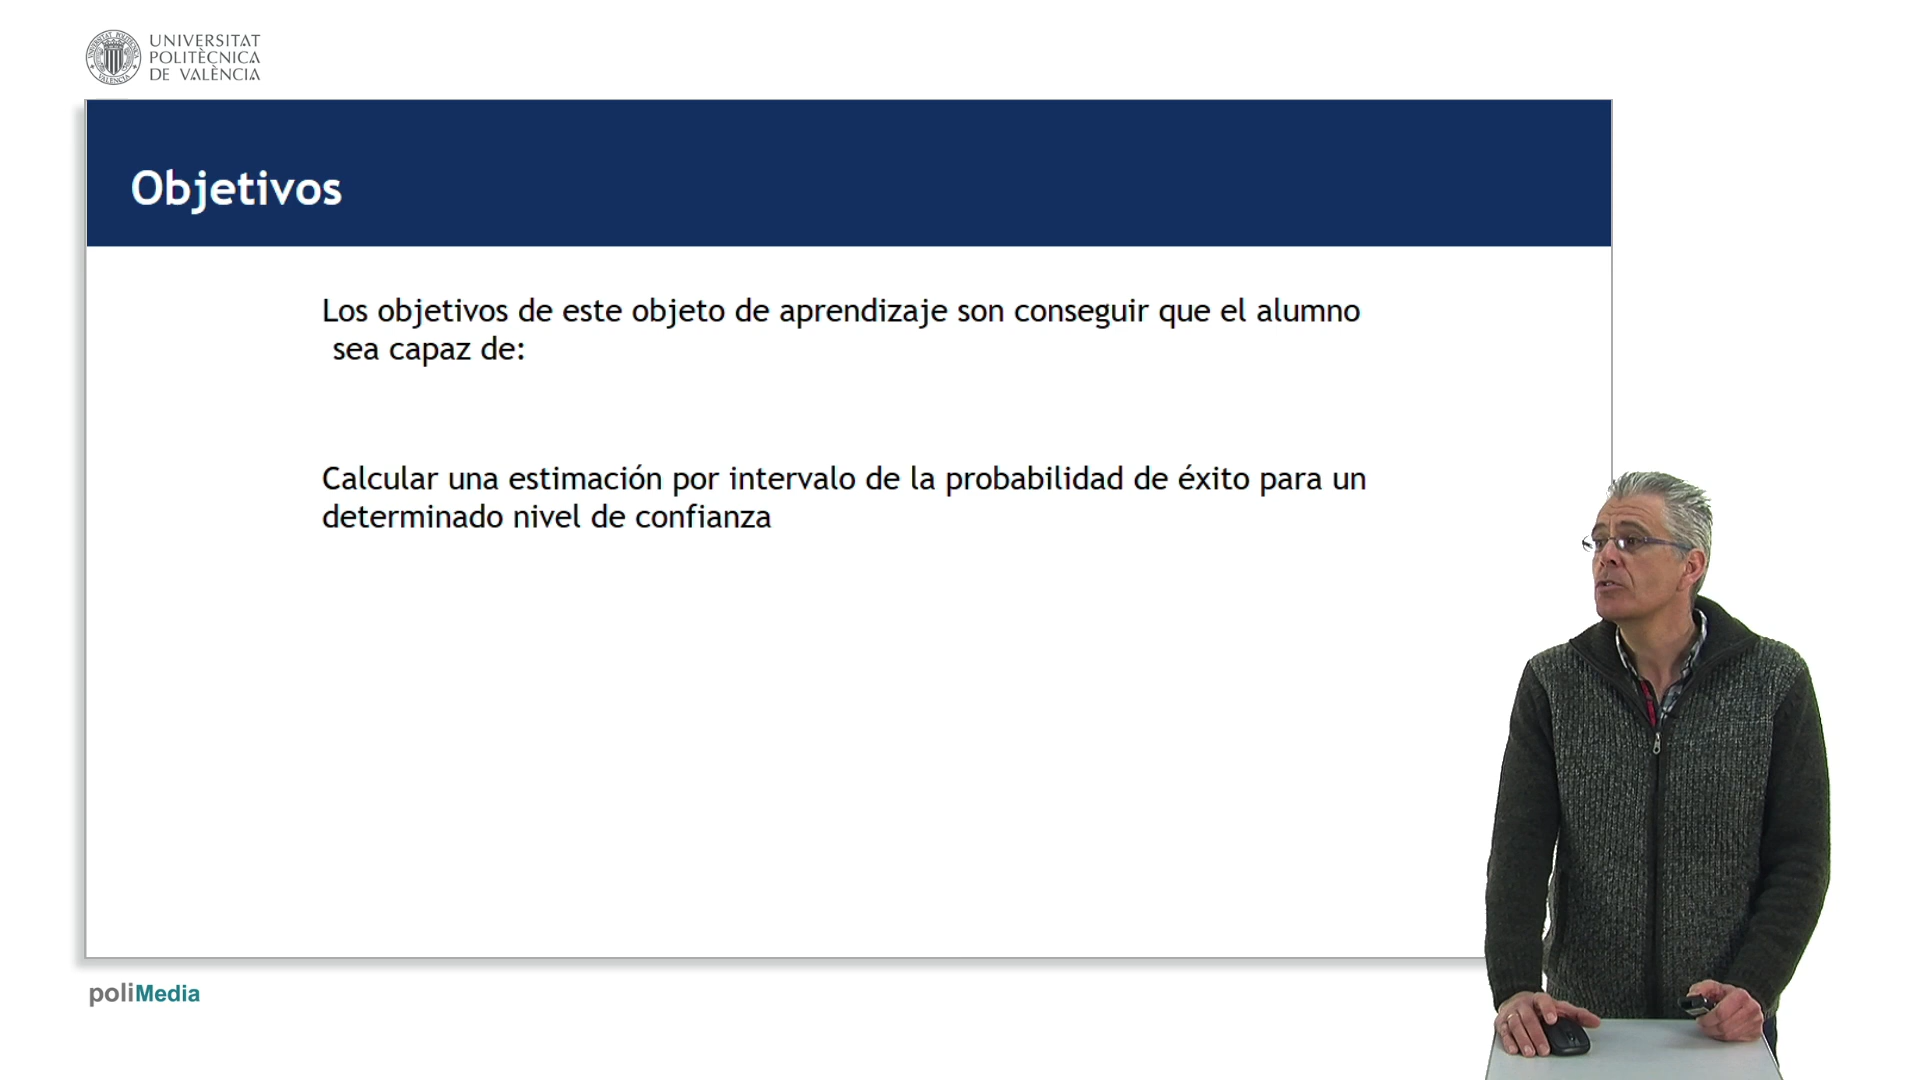 UNIVERSITAT
POLITÈCNICA
DE VALÈNCIA
Objetivos
Los objetivos de este objeto de aprendizaje son conseguir que el alumno
sea capaz de:
Calcular una estimación por intervalo de la probabilidad de éxito para un
determinado nivel de confianza
poliMedia